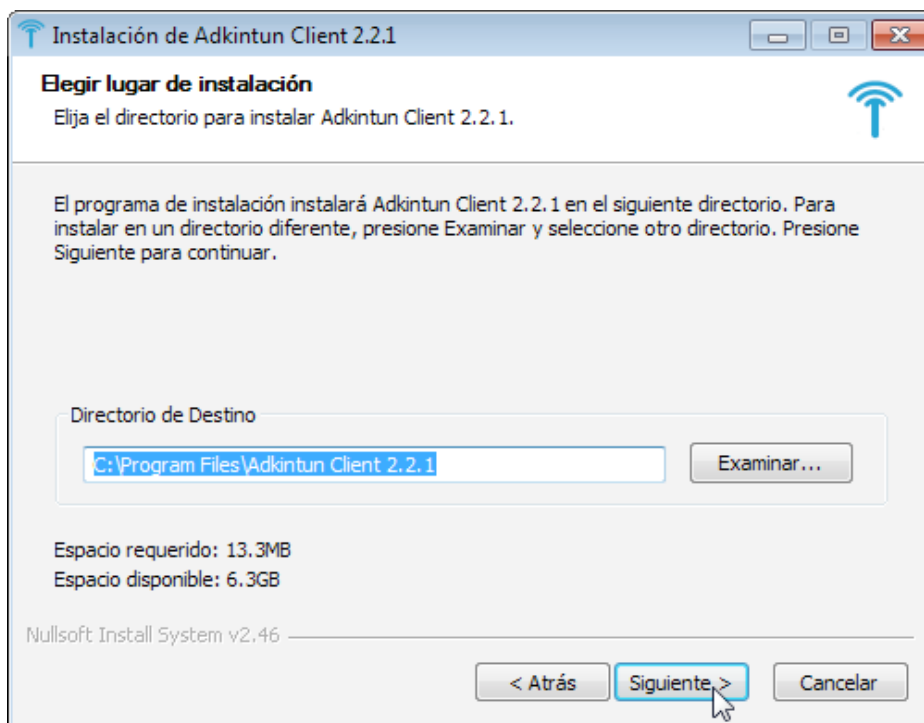 Instalación de Adkintun Client 2.2.1
Elegir lugar de instalación
Elija el directorio para instalar Adkintun Client 2.2.1.
El programa de instalación instalará Adkintun Client 2.2.1 en el siguiente directorio. Para
instalar en un directorio diferente, presione Examinar y seleccione otro directorio. Presione
Siguiente para continuar.
Directorio de Destino
C:\Program Files\Adkintun Client 2.2.1
Examinar...
Espacio requerido: 13.3MB
Espacio disponible: 6.3GB
Nullsoft Install System v2.46
< Atrás
Siguiente >
Cancelar